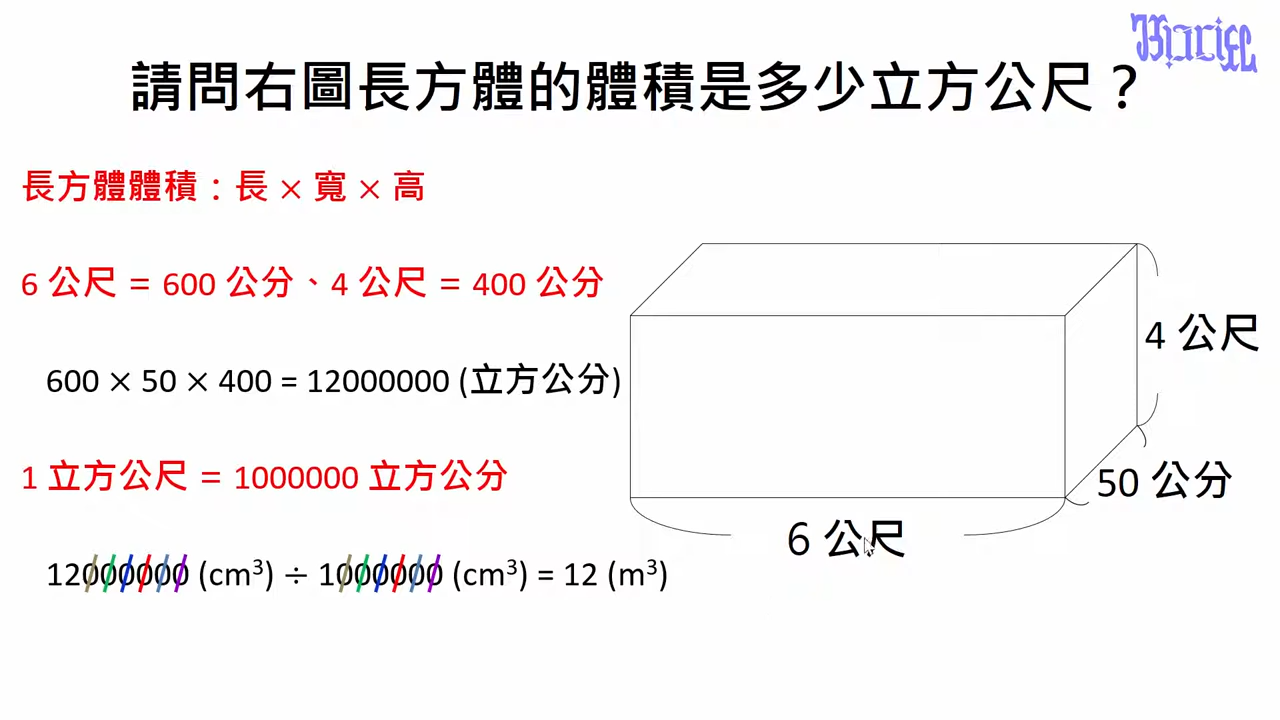 請問右圖長方體的體積是多少立方公尺？
長方體體積：長 × 寬 × 高
6 公尺 = 600 公分、4 公尺 = 400 公分
600 × 50 × 400 = 12000000 (立方公分)
1 立方公尺 = 1000000 立方公分
12000000 (cm³) ÷ 1000000 (cm³) = 12 (m³)
4 公尺
50 公分
6 公尺